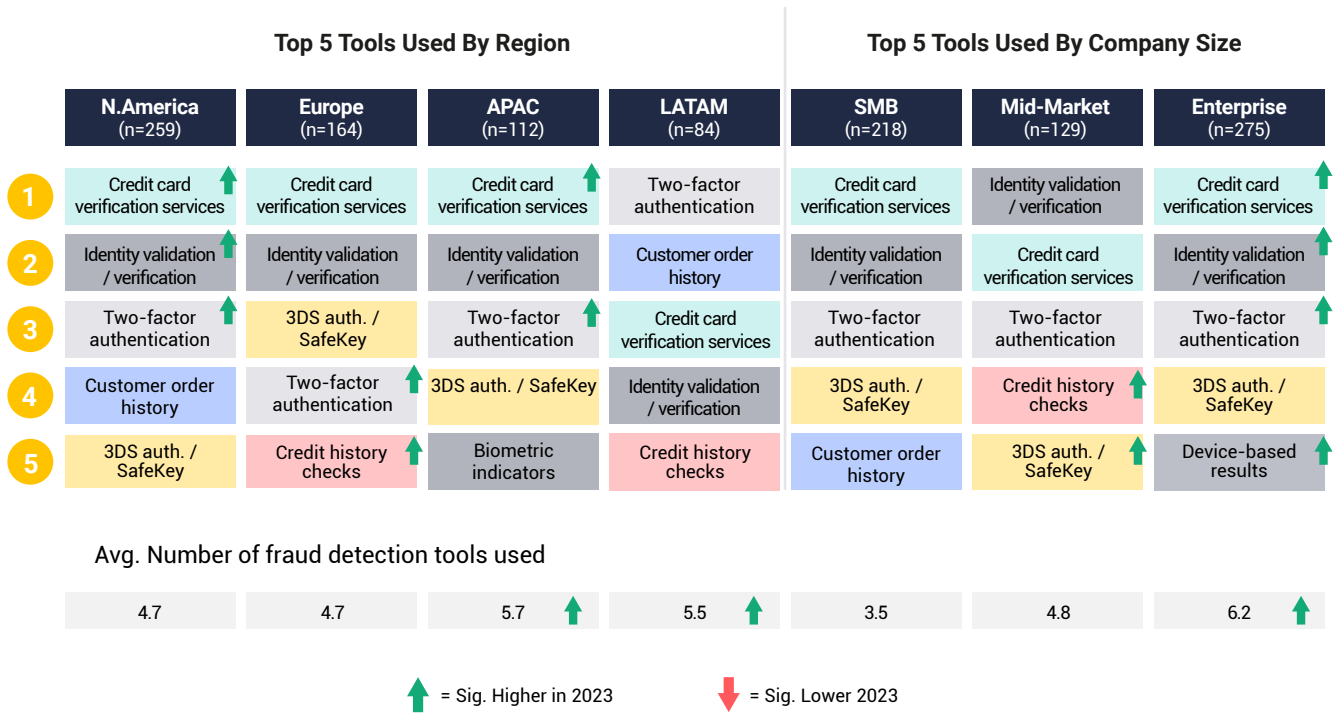 Top 5 Tools Used By Region
Top 5 Tools Used By Company Size
N.America
(n=259)
Europe
(n=164)
APAC
(n=112)
LATAM
(n=84)
SMB
(n=218)
Mid-Market
(n=129)
Enterprise
(n=275)
1
Credit card
verification services
Credit card
verification services
Credit card
verification services
Two-factor
authentication
Credit card
verification services
Identity validation
/ verification
Credit card
verification services
2
Identity validation
/ verification
Identity validation
/ verification
Identity validation
/ verification
Customer order
history
Identity validation
/ verification
Credit card
verification services
Identity validation
/ verification
3
Two-factor
authentication
3DS auth. /
SafeKey
Two-factor
authentication
Credit card
verification services
Two-factor
authentication
Two-factor
authentication
Two-factor
authentication
4
Customer order
history
Two-factor
authentication
3DS auth. / SafeKey
Identity validation
/ verification
3DS auth. /
SafeKey
Credit history
checks
3DS auth. /
SafeKey
5
3DS auth. /
SafeKey
Credit history
checks
Biometric
indicators
Credit history
checks
Customer order
history
3DS auth. /
SafeKey
Device-based
results
Avg. Number of fraud detection tools used
4.7
4.7
5.7
5.5
3.5
4.8
6.2
= Sig. Higher in 2023
= Sig. Lower 2023